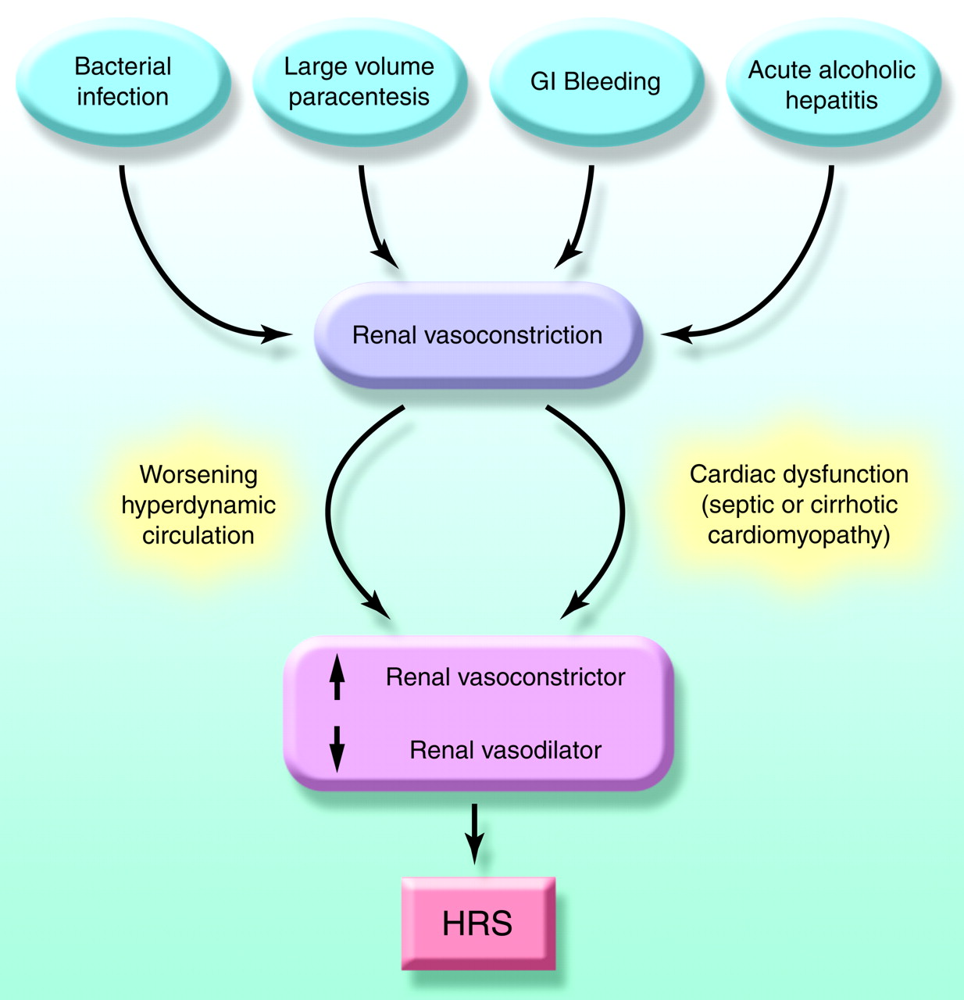 Bacterial
infection
Large volume
paracentesis
GI Bleeding
Acute alcoholic
hepatitis
Renal vasoconstriction
Worsening
hyperdynamic
circulation
Cardiac dysfunction
(septic or cirrhotic
cardiomyopathy)
Renal vasoconstrictor
Renal vasodilator
HRS